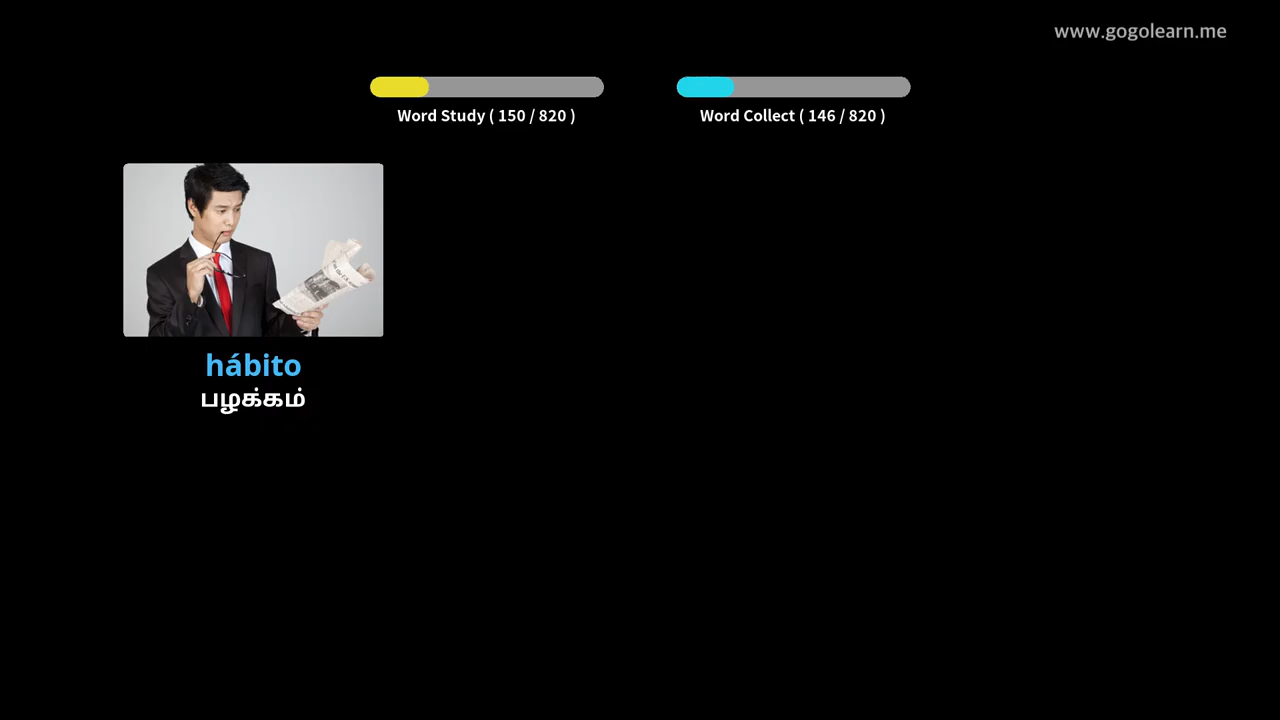 www.gogolearn.me
Word Study ( 150 / 820 )
Word Collect ( 146 / 820 )
hábito
பழக்கம்